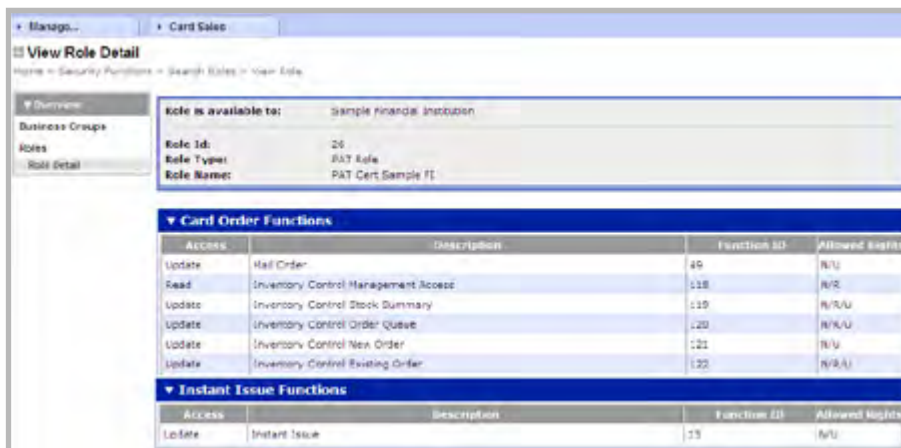 Manage... Card Sales
View Role Detail
Home > Security Functions > Search Roles > View Role
Overview
Business Groups
Roles
Role Detail
Role is available to: Sample Financial Institution
Role Id: 26
Role Type: PAT Role
Role Name: PAT Cert Sample FI
▼ Card Order Functions
Access Description Function ID Allowed Rights
Update Mail Order 49 N/U
Read Inventory Control Management Access 118 N/R
Update Inventory Control Stock Summary 119 N/R/U
Update Inventory Control Order Queue 120 N/R/U
Update Inventory Control New Order 121 N/U
Update Inventory Control Existing Order 122 N/R/U
▼ Instant Issue Functions
Access Description Function ID Allowed Rights
Update Instant Issue 15 N/U